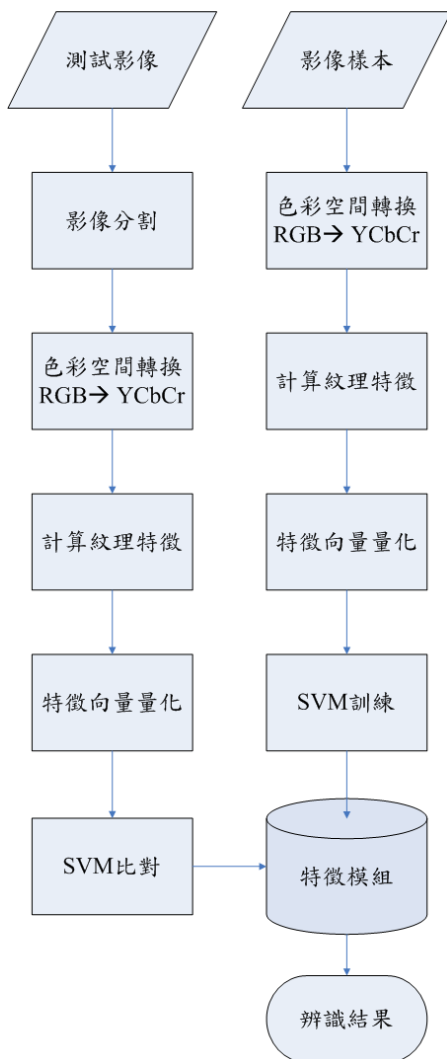 測試影像
影像分割
色彩空間轉換
RGB→ YCbCr
計算紋理特徵
特徵向量量化
SVM比對
影像樣本
色彩空間轉換
RGB→ YCbCr
計算紋理特徵
特徵向量量化
SVM訓練
特徵模組
辨識結果